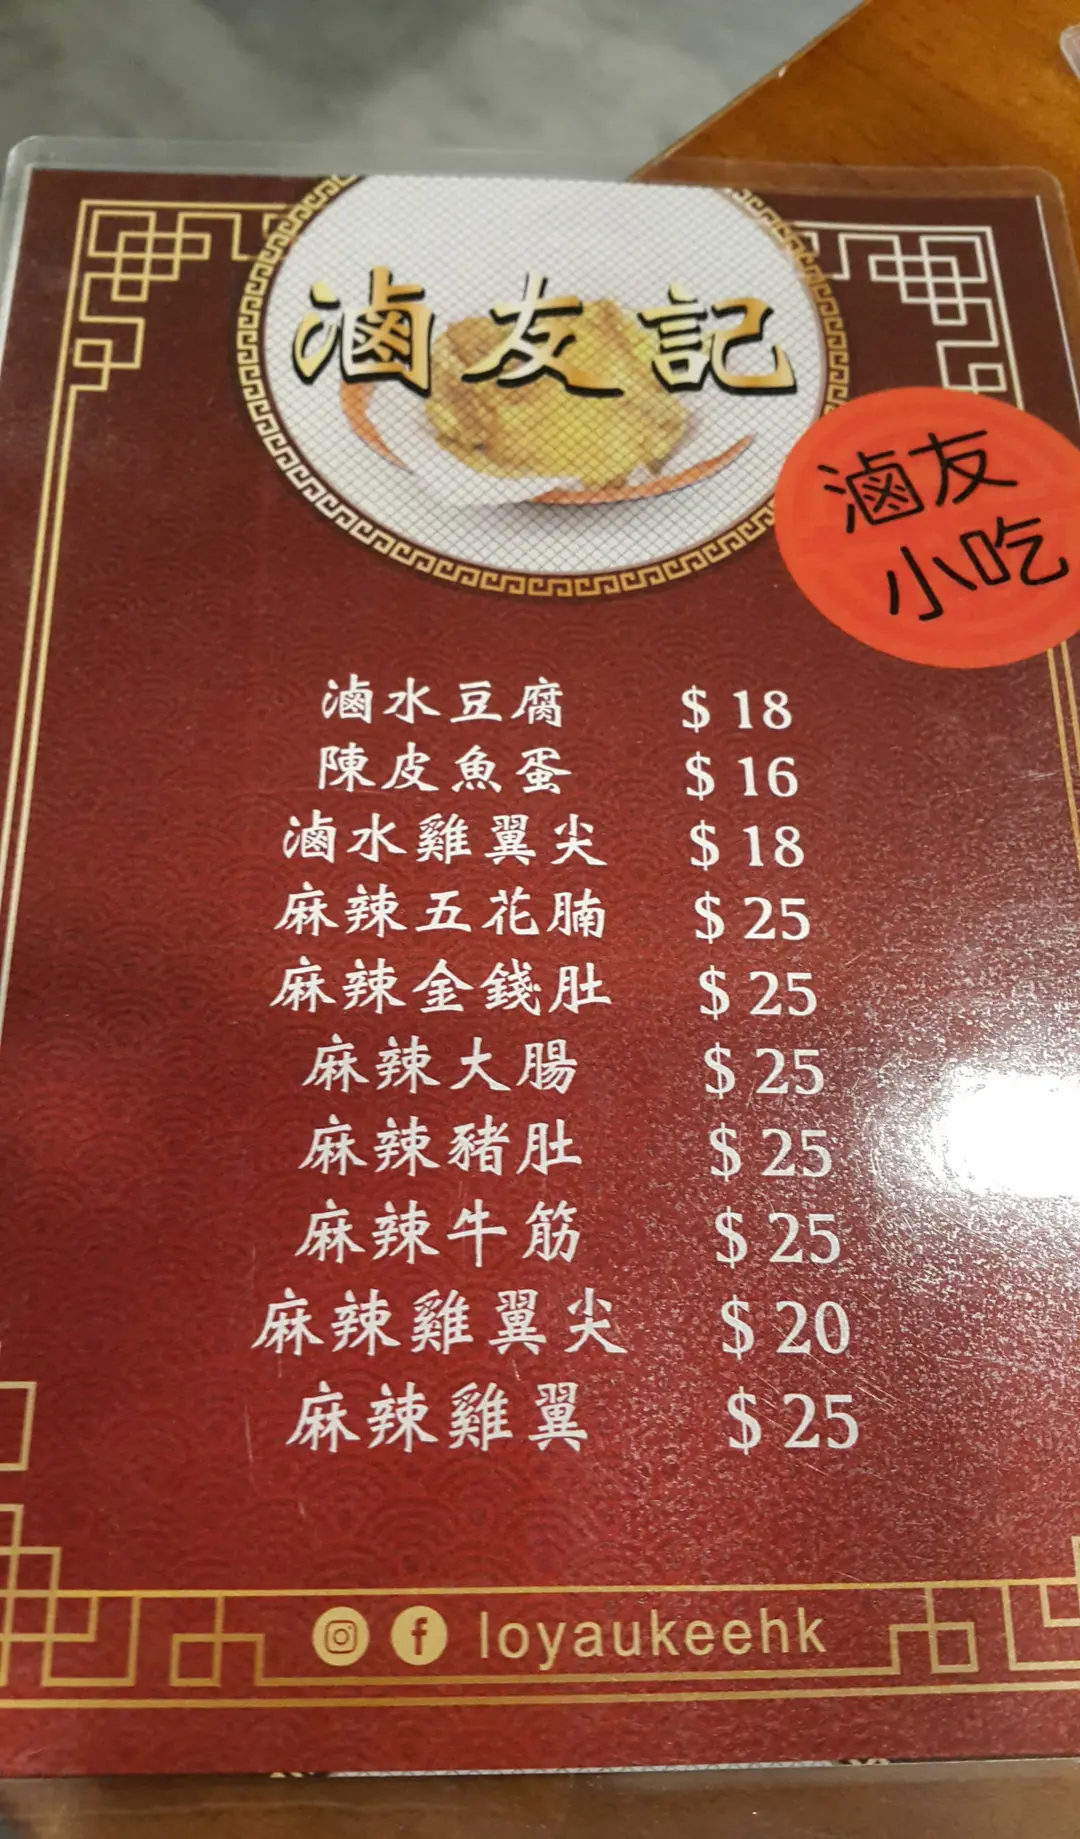 滷友記
滷友
小吃
滷水豆腐 $18
陳皮魚蛋 $16
滷水雞翼尖 $18
麻辣五花腩 $25
麻辣金錢肚 $25
麻辣大腸 $25
麻辣豬肚 $25
麻辣牛筋 $25
麻辣雞翼尖 $20
麻辣雞翼 $25
loyaukeehk